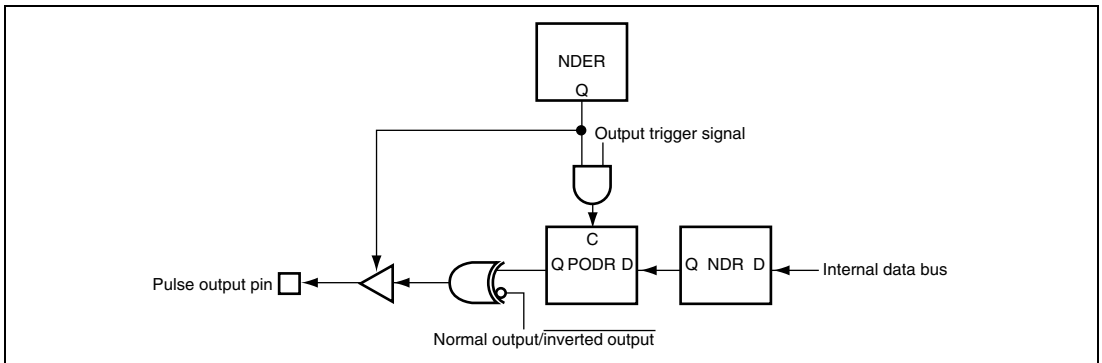 NDER
Q
Output trigger signal
C
Q PODR D
Q NDR D
Internal data bus
Pulse output pin
Normal output/inverted output